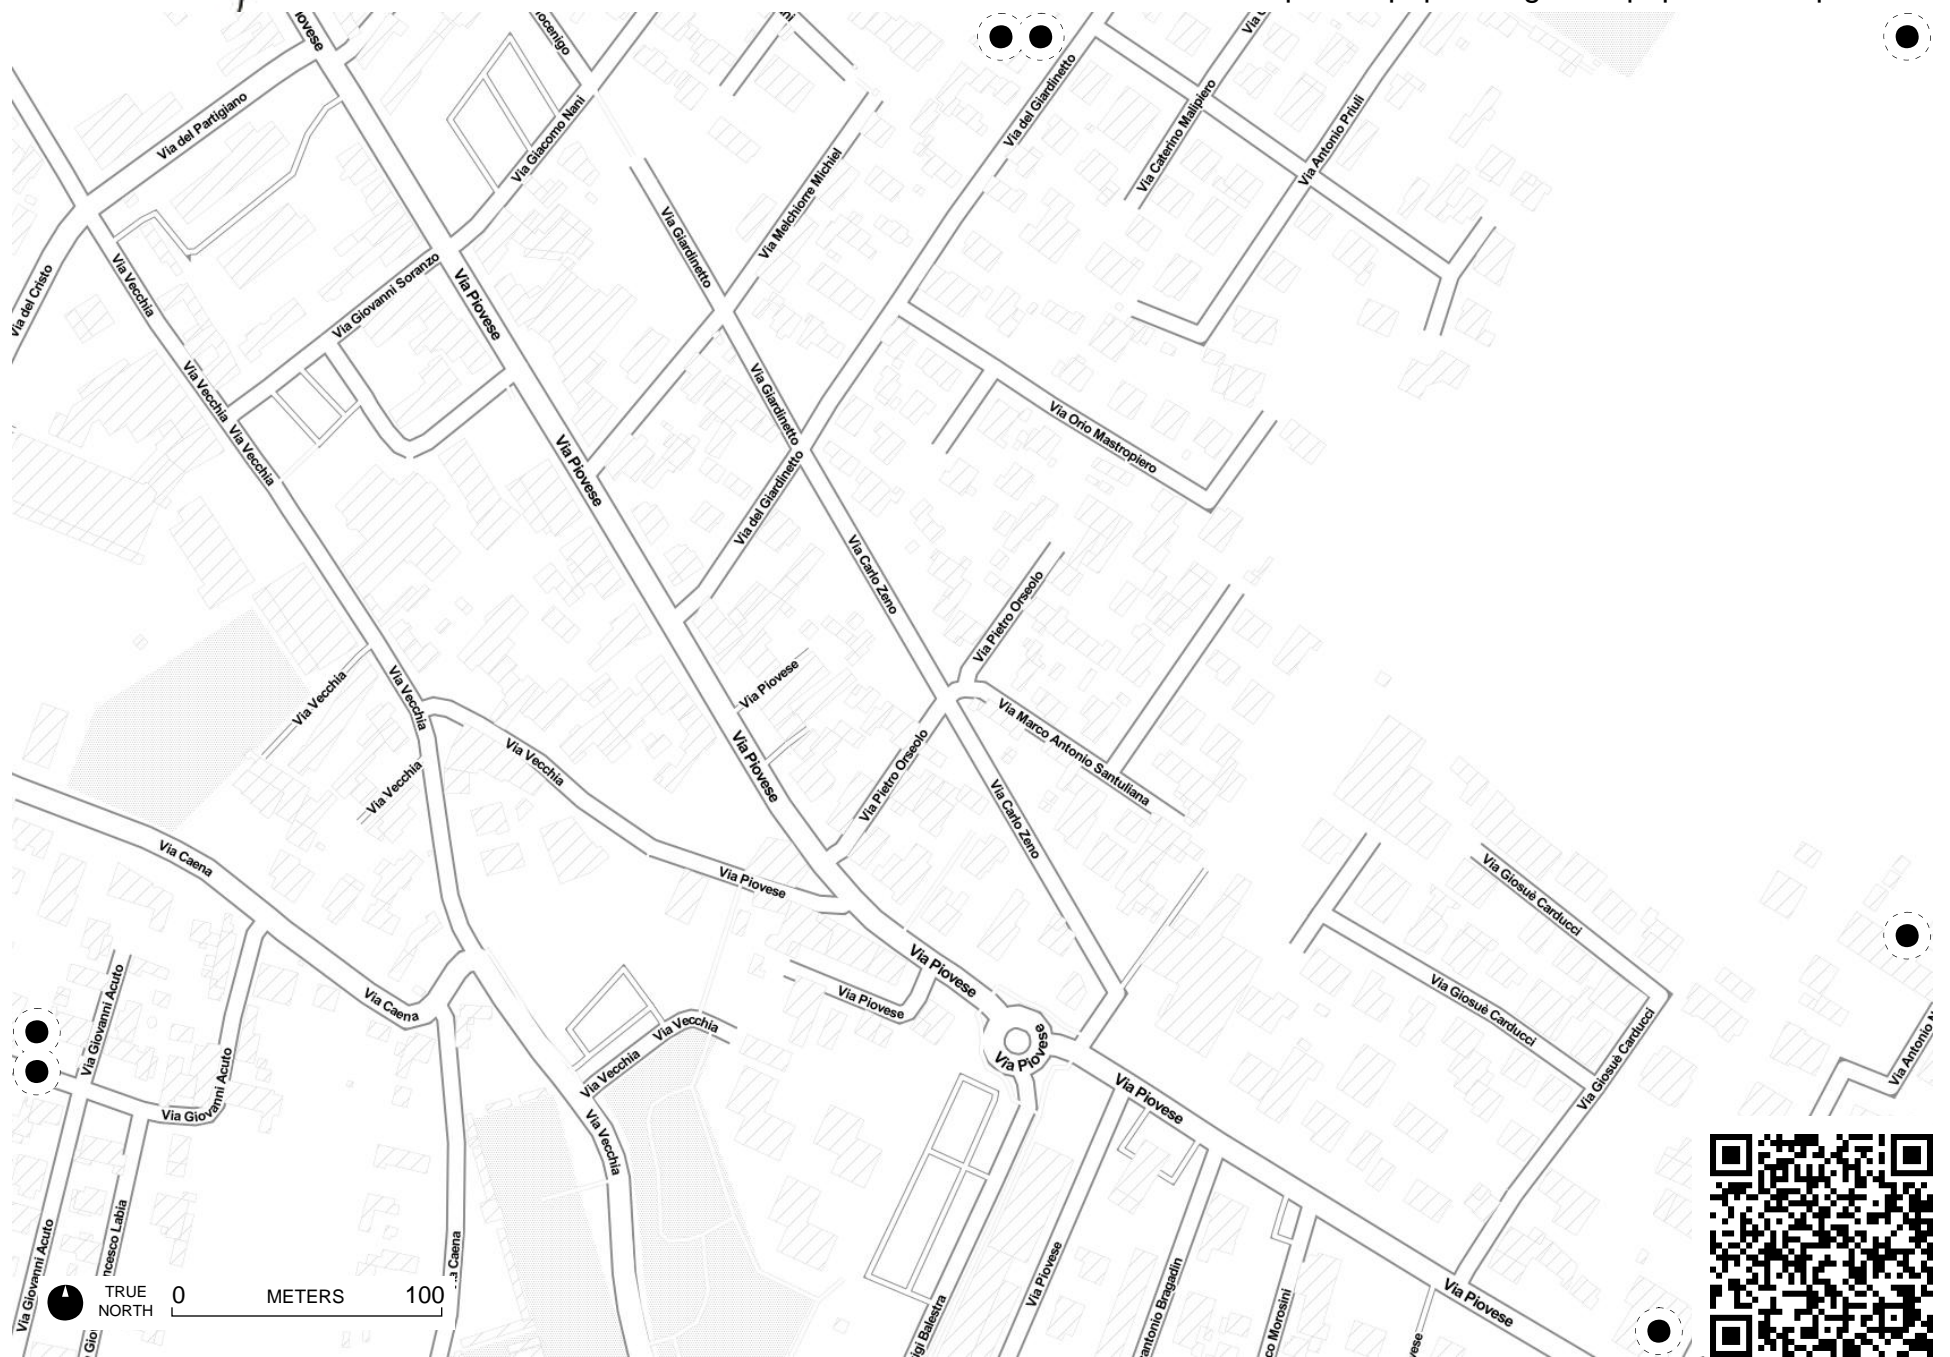 Via del Partigiano
Via Giacomo Nani
Via del Giardinetto
Via Caterino Malipiero
Via Antonio Priuli
Via Melchiorre Michiel
Via Giardinetto
Via del Cristo
Via Vecchia
Via Giovanni Soranzo
Via Piovese
Via Vecchia
Via Vecchia
Via Giardinetto
Via Orio Mastropiero
Via Piovese
Via del Giardinetto
Via Carlo Zeno
Via Pietro Orseolo
Via Piovese
Via Vecchia
Via Vecchia
Via Marco Antonio Santuliana
Via Vecchia
Via Piovese
Via Pietro Orseolo
Via Vecchia
Via Carlo Zeno
Via Caena
Via Piovese
Via Giosuè Carducci
Via Piovese
Via Giovanni Acuto
Via Caena
Via Piovese
Via Giosuè Carducci
Via Vecchia
Via Piovese
Via Giosuè Carducci
Via Antonio
Via Vecchia
Via Giovanni Acuto
Via Giovanni
Via Piovese
Via Vecchia
Via Giovanni Acuto
Labia
Caena
Via Piovese
Bragadin
Morosini
Via Piovese
Balestra
TRUE
NORTH
0 METERS 100